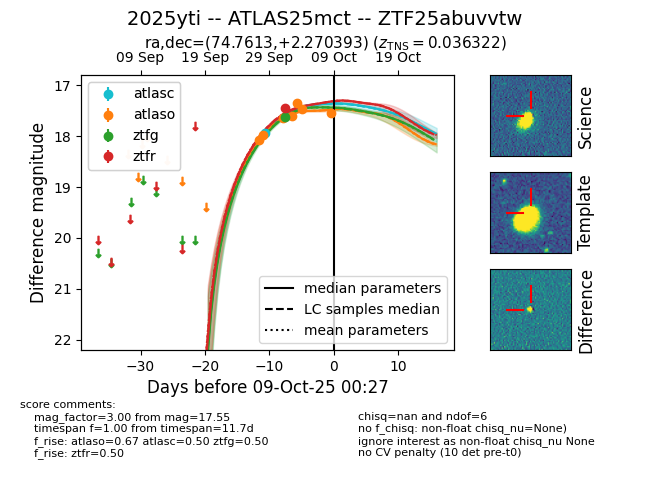 2025yti -- ATLAS25mct -- ZTF25abuvvtw
ra,dec=(74.7613,+2.270393) (zTNS = 0.036322)
09 Sep 19 Sep 29 Sep 09 Oct 19 Oct
17
18
19
20
21
22
Difference magnitude
atlasc
atlaso
ztfg
ztfr
median parameters
LC samples median
mean parameters
−30 −20 −10 0 10
Days before 09-Oct-25 00:27
Science
Template
Difference
score comments:
mag_factor=3.00 from mag=17.55
timespan f=1.00 from timespan=11.7d
f_rise: atlaso=0.67 atlasc=0.50 ztfg=0.50
f_rise: ztfr=0.50
chisq=nan and ndof=6
no f_chisq: non-float chisq_nu=None)
ignore interest as non-float chisq_nu None
no CV penalty (10 det pre-t0)